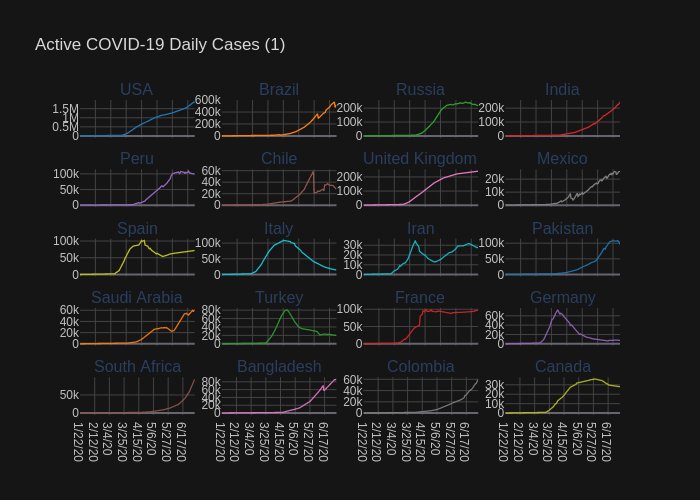 Active COVID-19 Daily Cases (1)
USA Brazil Russia India
1.5M 1M 0.5M 0 600k 400k 200k 0 200k 100k 0 200k 100k 0
Peru Chile United Kingdom Mexico
100k 50k 0 60k 40k 20k 0 200k 100k 0 20k 10k 0
Spain Italy Iran Pakistan
100k 50k 0 100k 50k 0 30k 20k 10k 0 100k 50k 0
Saudi Arabia Turkey France Germany
60k 40k 20k 0 80k 60k 40k 20k 0 100k 50k 0 60k 40k 20k 0
South Africa Bangladesh Colombia Canada
50k 0 80k 60k 40k 20k 0 60k 40k 20k 0 30k 20k 10k 0
1/22/20 2/12/20 3/4/20 3/25/20 4/15/20 5/6/20 5/27/20 6/17/20 1/22/20 2/12/20 3/4/20 3/25/20 4/15/20 5/6/20 5/27/20 6/17/20 1/22/20 2/12/20 3/4/20 3/25/20 4/15/20 5/6/20 5/27/20 6/17/20 1/22/20 2/12/20 3/4/20 3/25/20 4/15/20 5/6/20 5/27/20 6/17/20